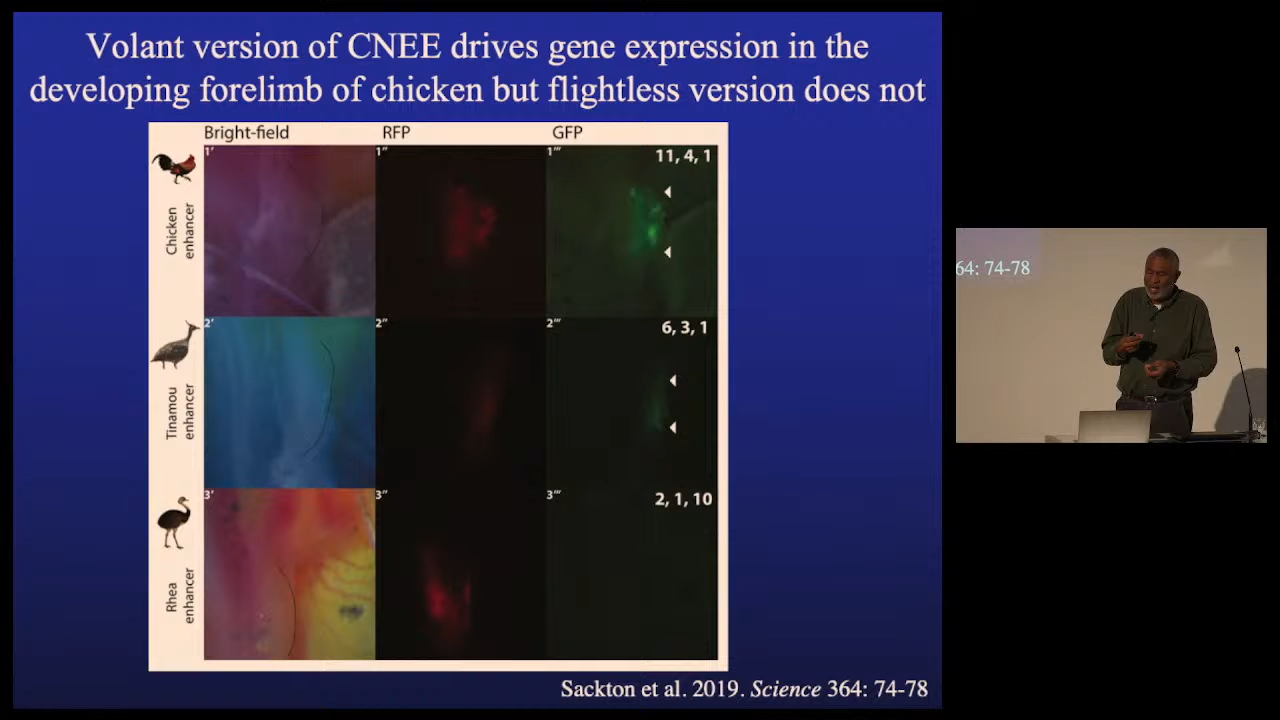 Volant version of CNEE drives gene expression in the
developing forelimb of chicken but flightless version does not
Bright-field RFP GFP
Chicken enhancer
1' 1'' 1''' 11, 4, 1
Tinamou enhancer
2' 2'' 2''' 6, 3, 1
Rhea enhancer
3' 3'' 3''' 2, 1, 10
Sackton et al. 2019. Science 364: 74-78
64: 74-78